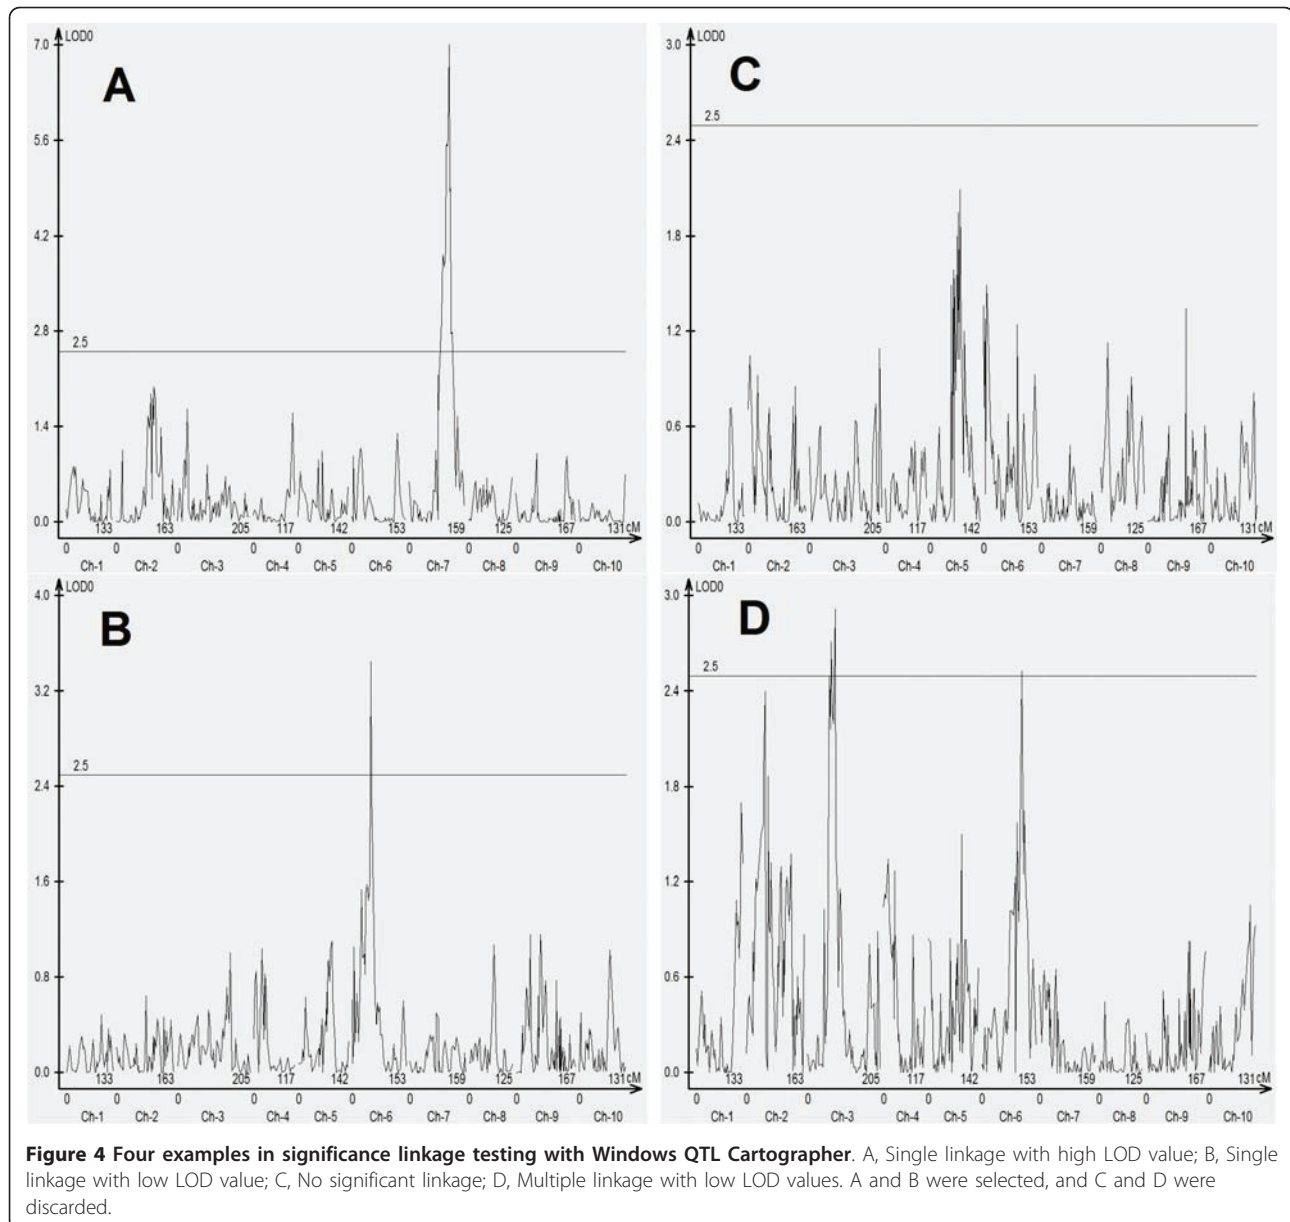 LOD0
7.0
A
5.6
4.2
2.8
2.5
1.4
0.0
133 163 205 117 142 153 159 125 167 131cM
0 0 0 0 0 0 0 0 0 0
Ch-1 Ch-2 Ch-3 Ch-4 Ch-5 Ch-6 Ch-7 Ch-8 Ch-9 Ch-10
LOD0
3.0
C
2.5
2.4
1.8
1.2
0.6
0.0
133 163 205 117 142 153 159 125 167 131cM
0 0 0 0 0 0 0 0 0 0
Ch-1 Ch-2 Ch-3 Ch-4 Ch-5 Ch-6 Ch-7 Ch-8 Ch-9 Ch-10
LOD0
4.0
B
3.2
2.5
2.4
1.6
0.8
0.0
133 163 205 117 142 153 159 125 167 131cM
0 0 0 0 0 0 0 0 0 0
Ch-1 Ch-2 Ch-3 Ch-4 Ch-5 Ch-6 Ch-7 Ch-8 Ch-9 Ch-10
LOD0
3.0
D
2.5
2.4
1.8
1.2
0.6
0.0
133 163 205 117 142 153 159 125 167 131cM
0 0 0 0 0 0 0 0 0 0
Ch-1 Ch-2 Ch-3 Ch-4 Ch-5 Ch-6 Ch-7 Ch-8 Ch-9 Ch-10
Figure 4 Four examples in significance linkage testing with Windows QTL Cartographer. A, Single linkage with high LOD value; B, Single
linkage with low LOD value; C, No significant linkage; D, Multiple linkage with low LOD values. A and B were selected, and C and D were
discarded.